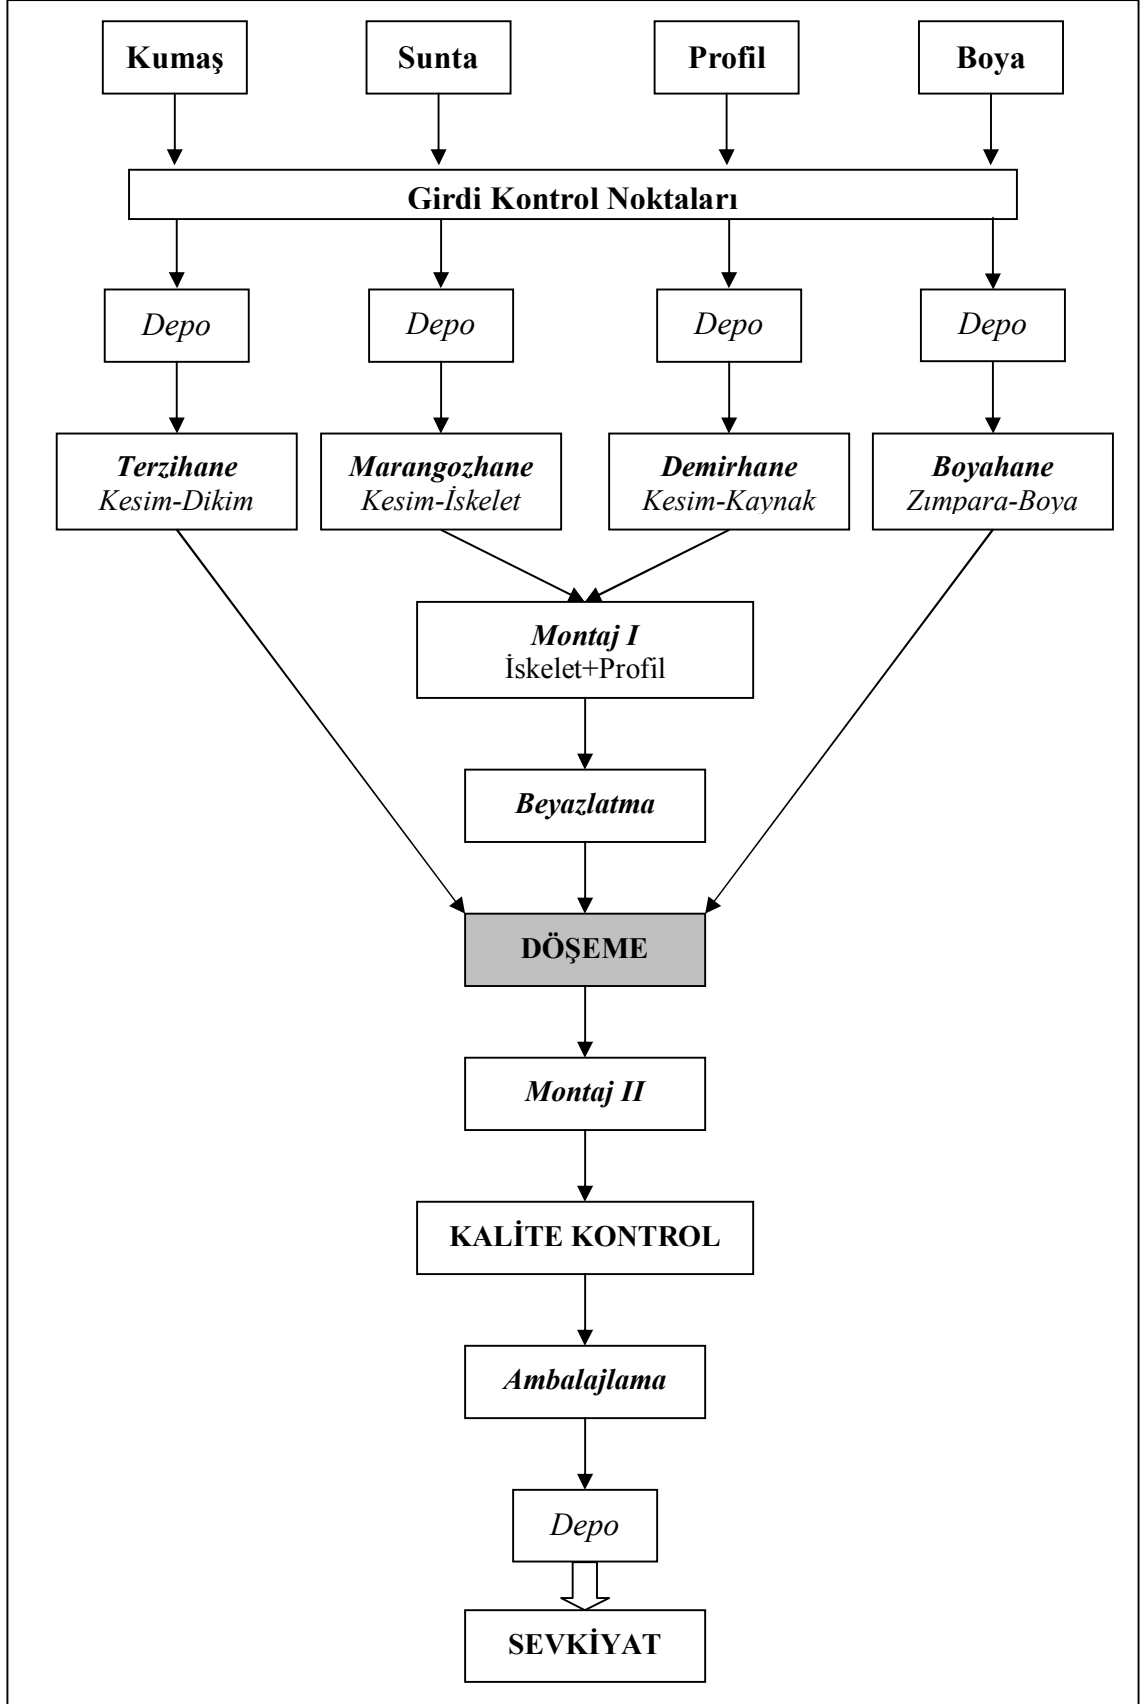 Kumaş
Sunta
Profil
Boya
Girdi Kontrol Noktaları
Depo
Depo
Depo
Depo
Terzihane
Kesim-Dikim
Marangozhane
Kesim-İskelet
Demirhane
Kesim-Kaynak
Boyahane
Zımpara-Boya
Montaj I
İskelet+Profil
Beyazlatma
DÖŞEME
Montaj II
KALİTE KONTROL
Ambalajlama
Depo
SEVKİYAT